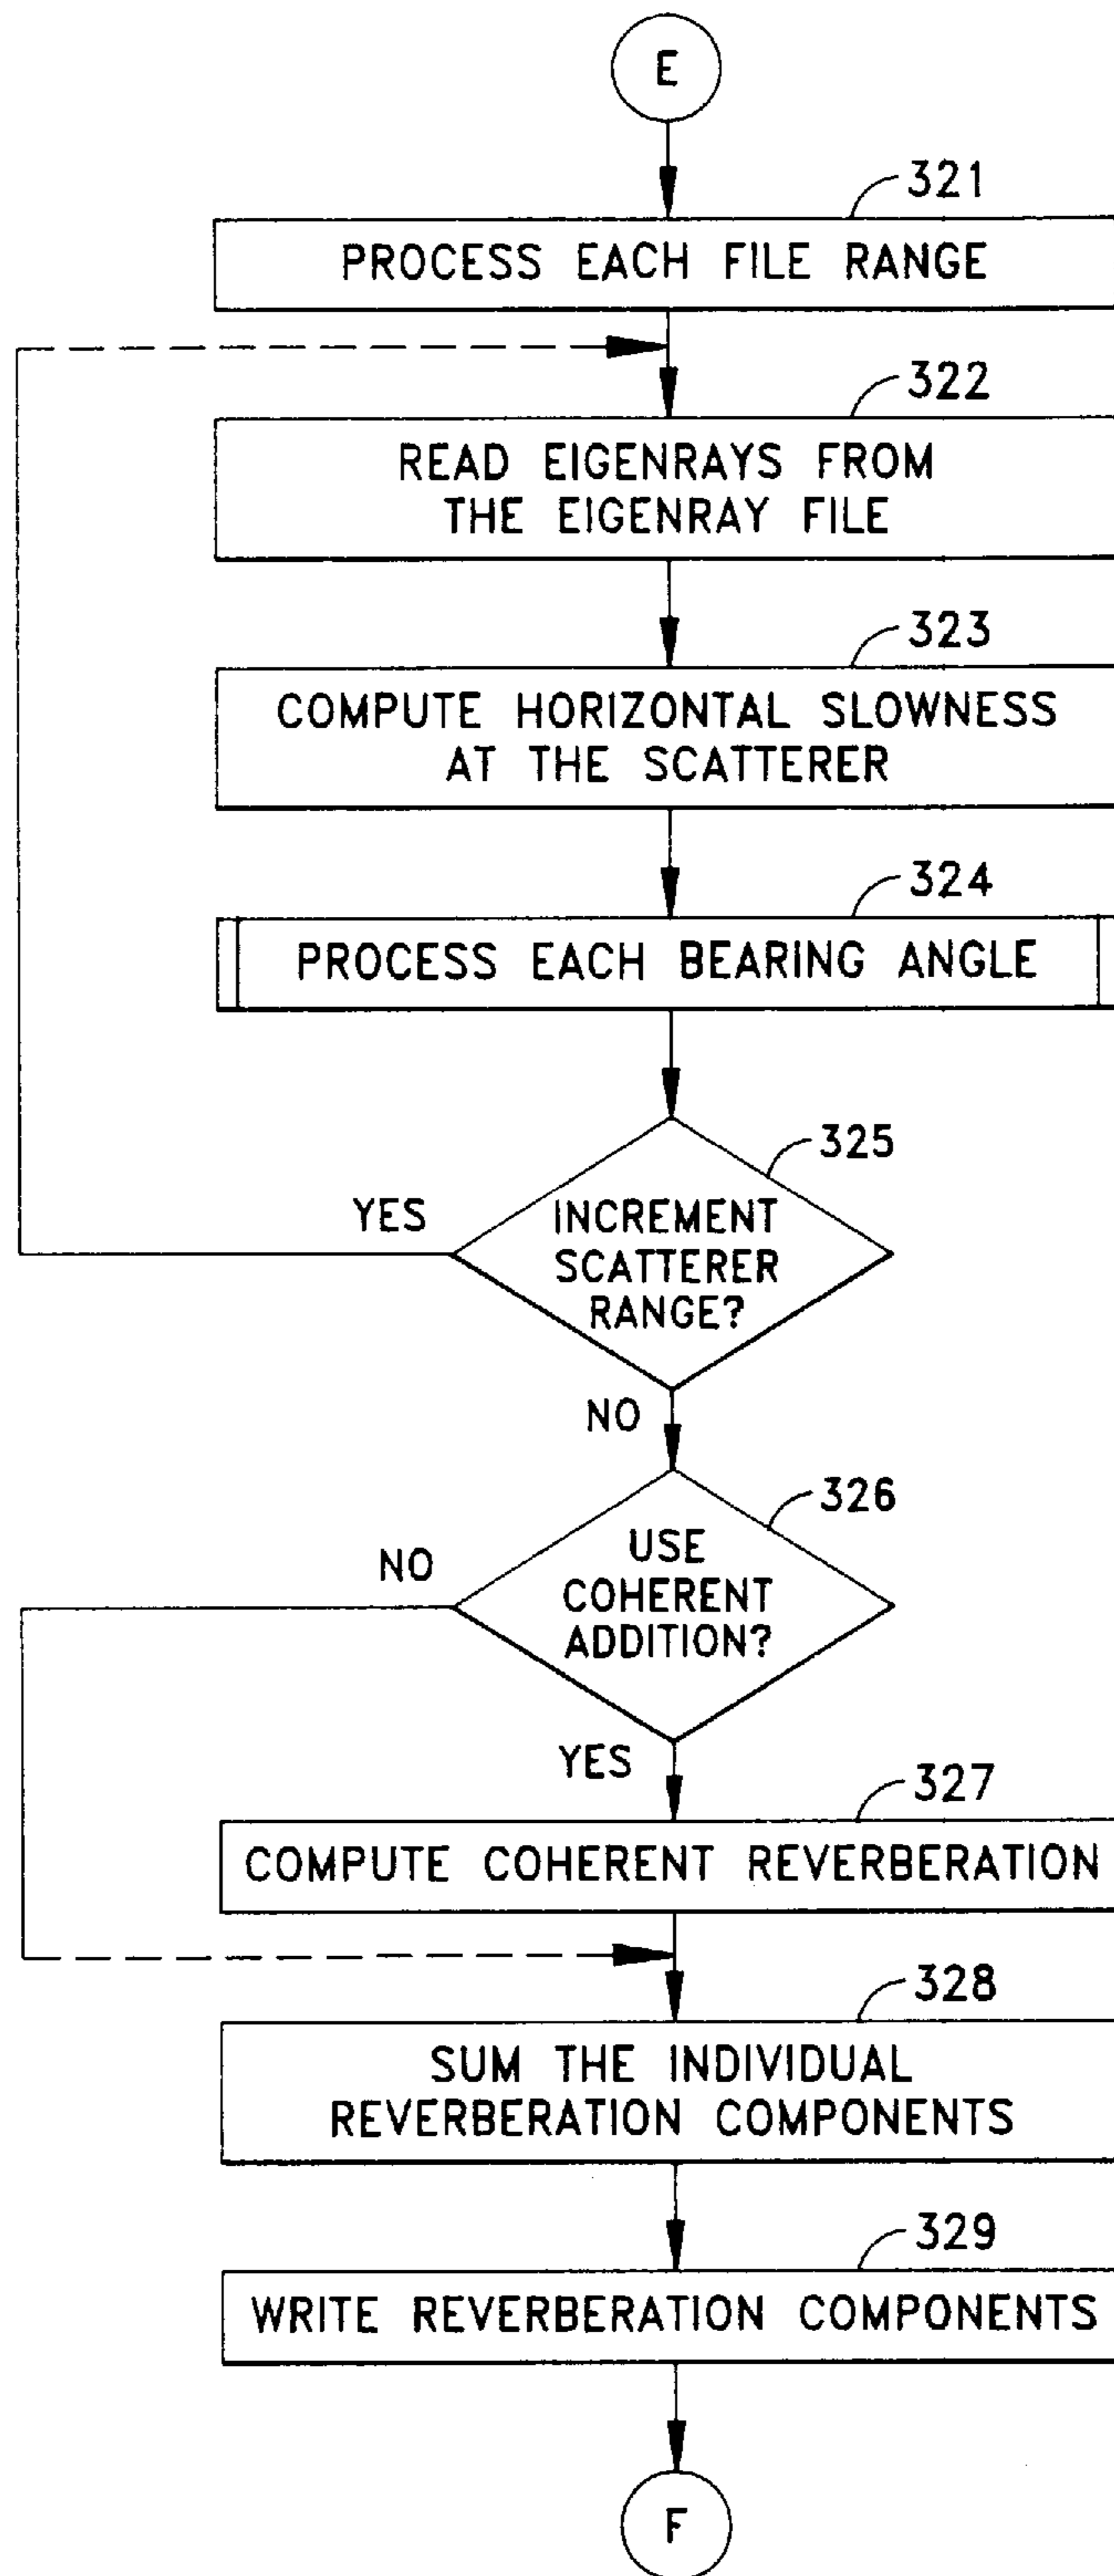 E
321
PROCESS EACH FILE RANGE
322
READ EIGENRAYS FROM
THE EIGENRAY FILE
323
COMPUTE HORIZONTAL SLOWNESS
AT THE SCATTERER
324
PROCESS EACH BEARING ANGLE
325
YES
INCREMENT
SCATTERER
RANGE?
NO
326
NO
USE
COHERENT
ADDITION?
YES
327
COMPUTE COHERENT REVERBERATION
328
SUM THE INDIVIDUAL
REVERBERATION COMPONENTS
329
WRITE REVERBERATION COMPONENTS
F